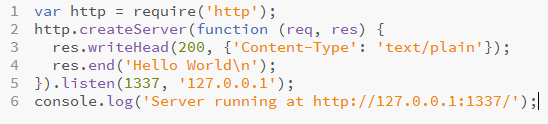 1 var http = require('http');
2 http.createServer(function (req, res) {
3   res.writeHead(200, {'Content-Type': 'text/plain'});
4   res.end('Hello World\n');
5 }).listen(1337, '127.0.0.1');
6 console.log('Server running at http://127.0.0.1:1337/');